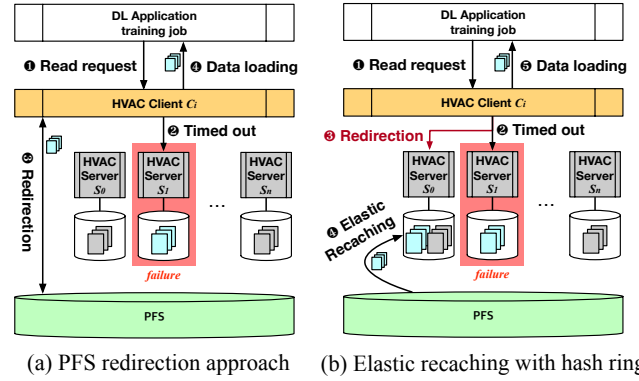 DL Application
training job
❶ Read request
❹ Data loading
HVAC Client Ci
❷ Timed out
❸ Redirection
HVAC
Server
S0
HVAC
Server
S1
...
HVAC
Server
Sn
failure
PFS
(a) PFS redirection approach
DL Application
training job
❶ Read request
❺ Data loading
HVAC Client Ci
❸ Redirection
❷ Timed out
HVAC
Server
S0
HVAC
Server
S1
...
HVAC
Server
Sn
❹ Elastic
Recaching
failure
PFS
(b) Elastic recaching with hash ring